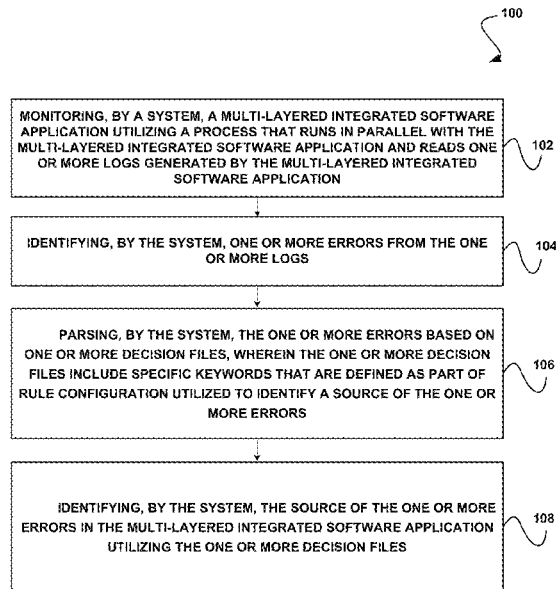 100
MONITORING, BY A SYSTEM, A MULTI-LAYERED INTEGRATED SOFTWARE
APPLICATION UTILIZING A PROCESS THAT RUNS IN PARALLEL WITH THE
MULTI-LAYERED INTEGRATED SOFTWARE APPLICATION AND READS ONE
OR MORE LOGS GENERATED BY THE MULTI-LAYERED INTEGRATED
SOFTWARE APPLICATION
102
IDENTIFYING, BY THE SYSTEM, ONE OR MORE ERRORS FROM THE ONE
OR MORE LOGS
104
PARSING, BY THE SYSTEM, THE ONE OR MORE ERRORS BASED ON
ONE OR MORE DECISION FILES, WHEREIN THE ONE OR MORE DECISION
FILES INCLUDE SPECIFIC KEYWORDS THAT ARE DEFINED AS PART OF
RULE CONFIGURATION UTILIZED TO IDENTIFY A SOURCE OF THE ONE OR
MORE ERRORS
106
IDENTIFYING, BY THE SYSTEM, THE SOURCE OF THE ONE OR MORE
ERRORS IN THE MULTI-LAYERED INTEGRATED SOFTWARE APPLICATION
UTILIZING THE ONE OR MORE DECISION FILES
108